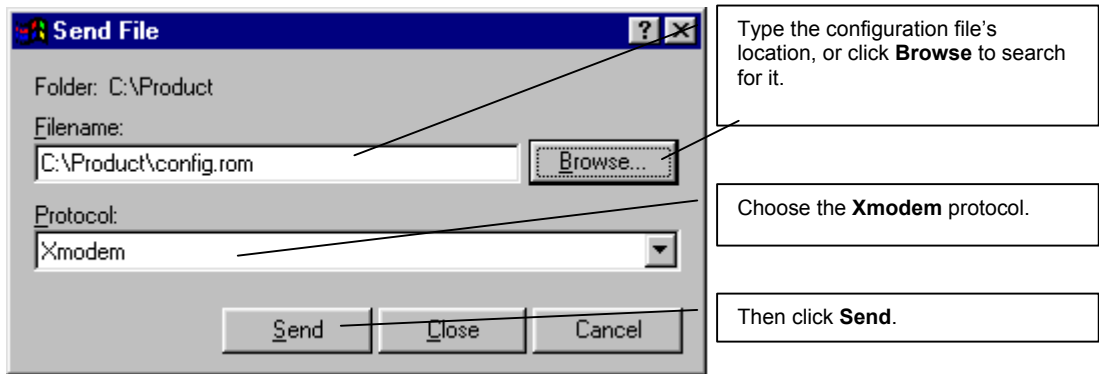 Send File
Folder: C:\Product
Filename:
C:\Product\config.rom
Browse...
Protocol:
Xmodem
Send
Close
Cancel
Type the configuration file's
location, or click Browse to search
for it.
Choose the Xmodem protocol.
Then click Send.